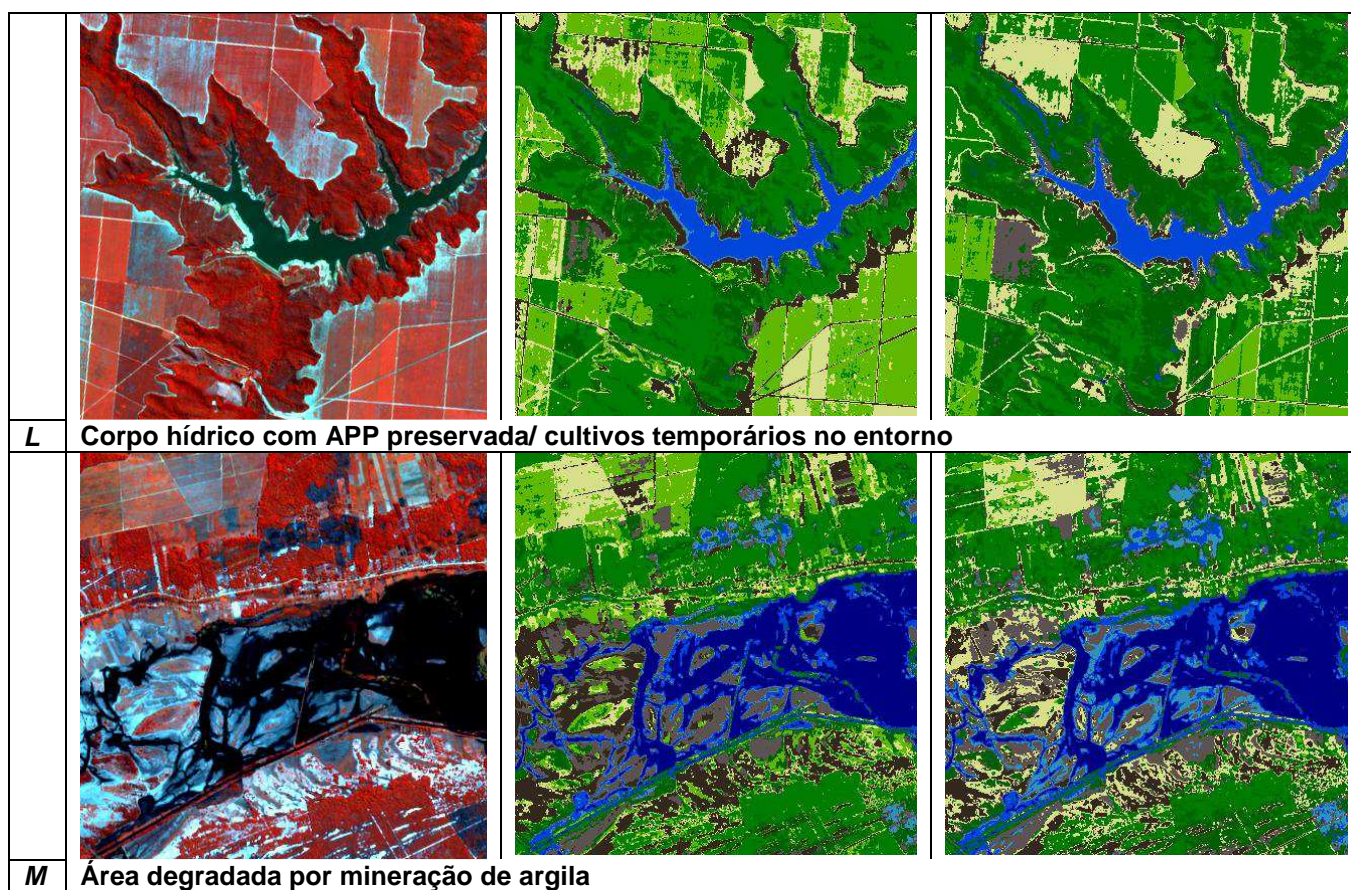 L Corpo hídrico com APP preservada/ cultivos temporários no entorno
M Área degradada por mineração de argila